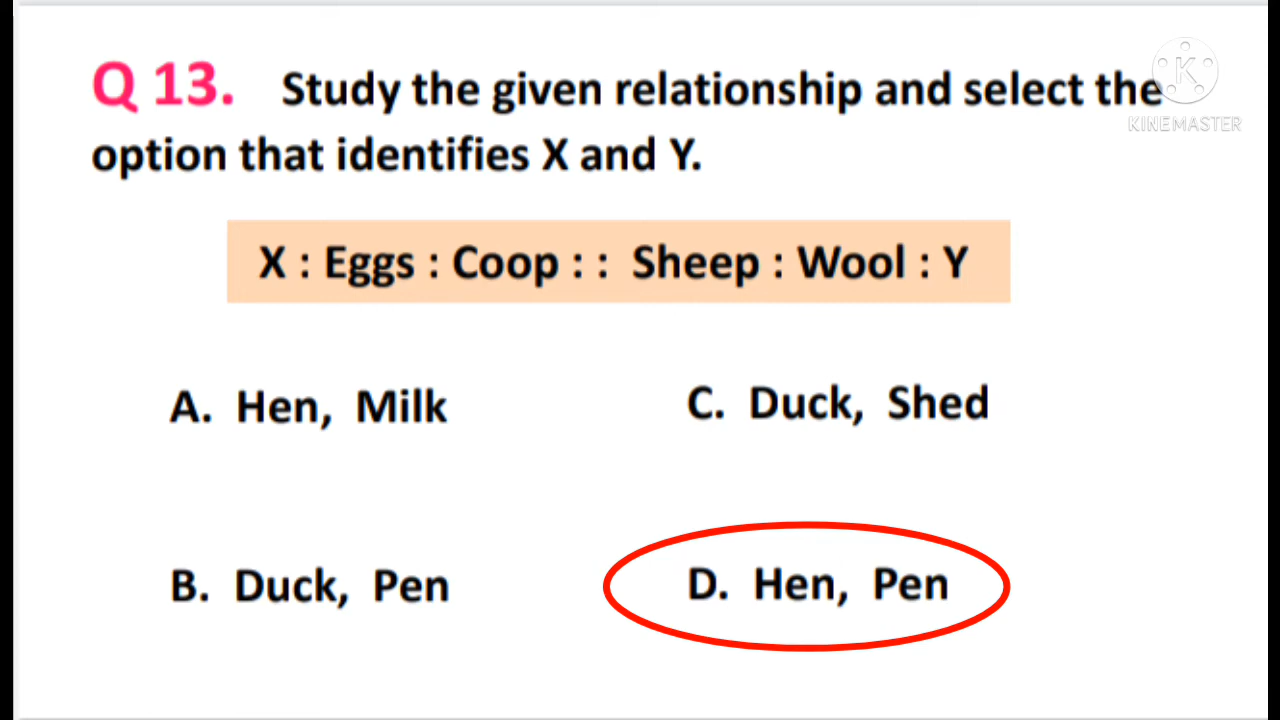 Q 13. Study the given relationship and select the
option that identifies X and Y.
X : Eggs : Coop : : Sheep : Wool : Y
A. Hen, Milk
C. Duck, Shed
B. Duck, Pen
D. Hen, Pen
K
KINEMASTER